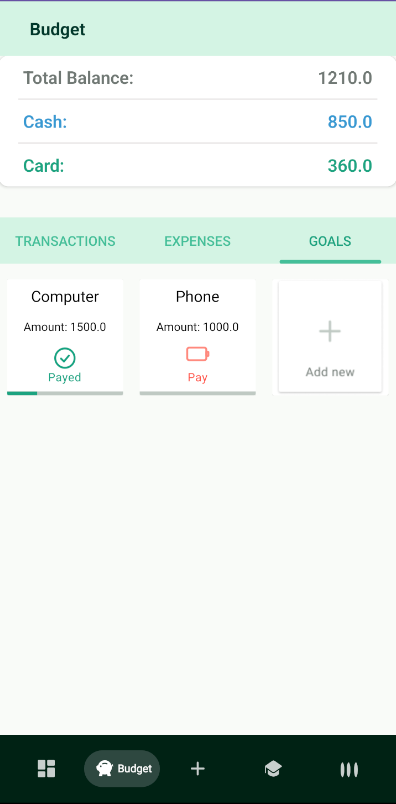 Budget
Total Balance: 1210.0
Cash: 850.0
Card: 360.0
TRANSACTIONS EXPENSES GOALS
Computer Phone
Amount: 1500.0 Amount: 1000.0
Payed Pay Add new
Budget